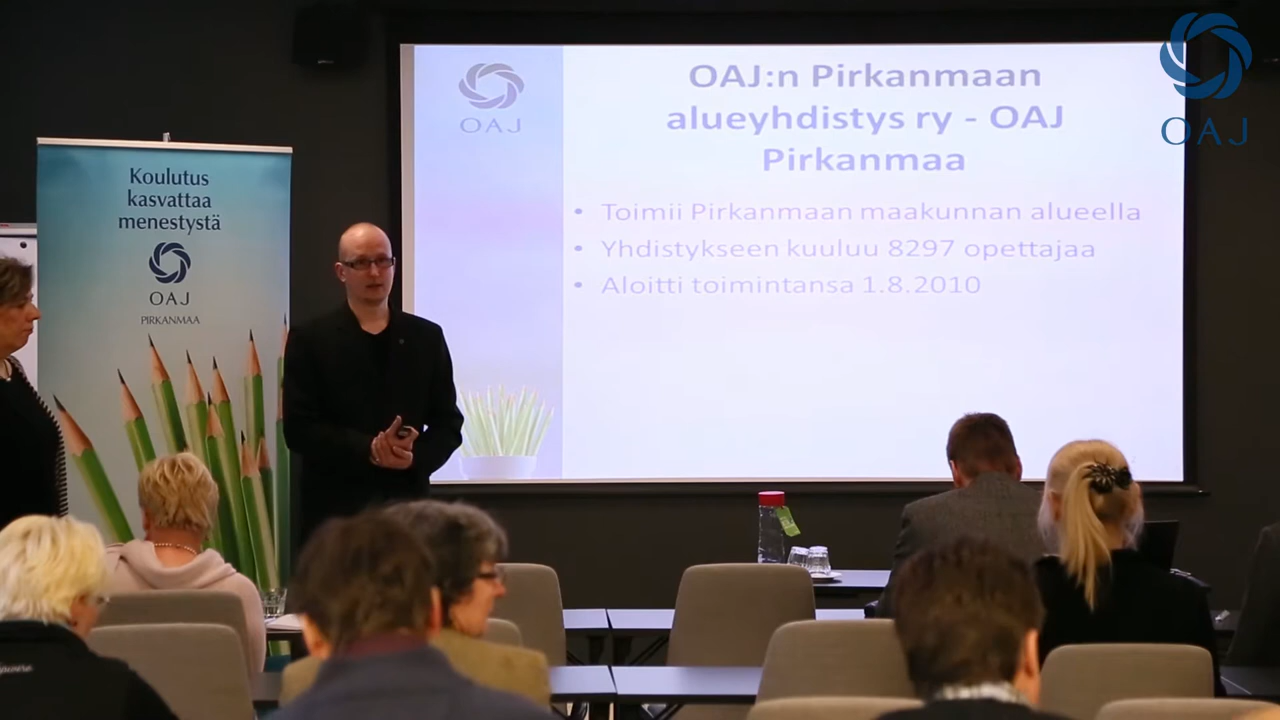 Koulutus
kasvattaa
menestystä
OAJ
PIRKANMAA
OAJ
OAJ:n Pirkanmaan
alueyhdistys ry - OAJ
Pirkanmaa
• Toimii Pirkanmaan maakunnan alueella
• Yhdistykseen kuuluu 8297 opettajaa
• Aloitti toimintansa 1.8.2010
OAJ